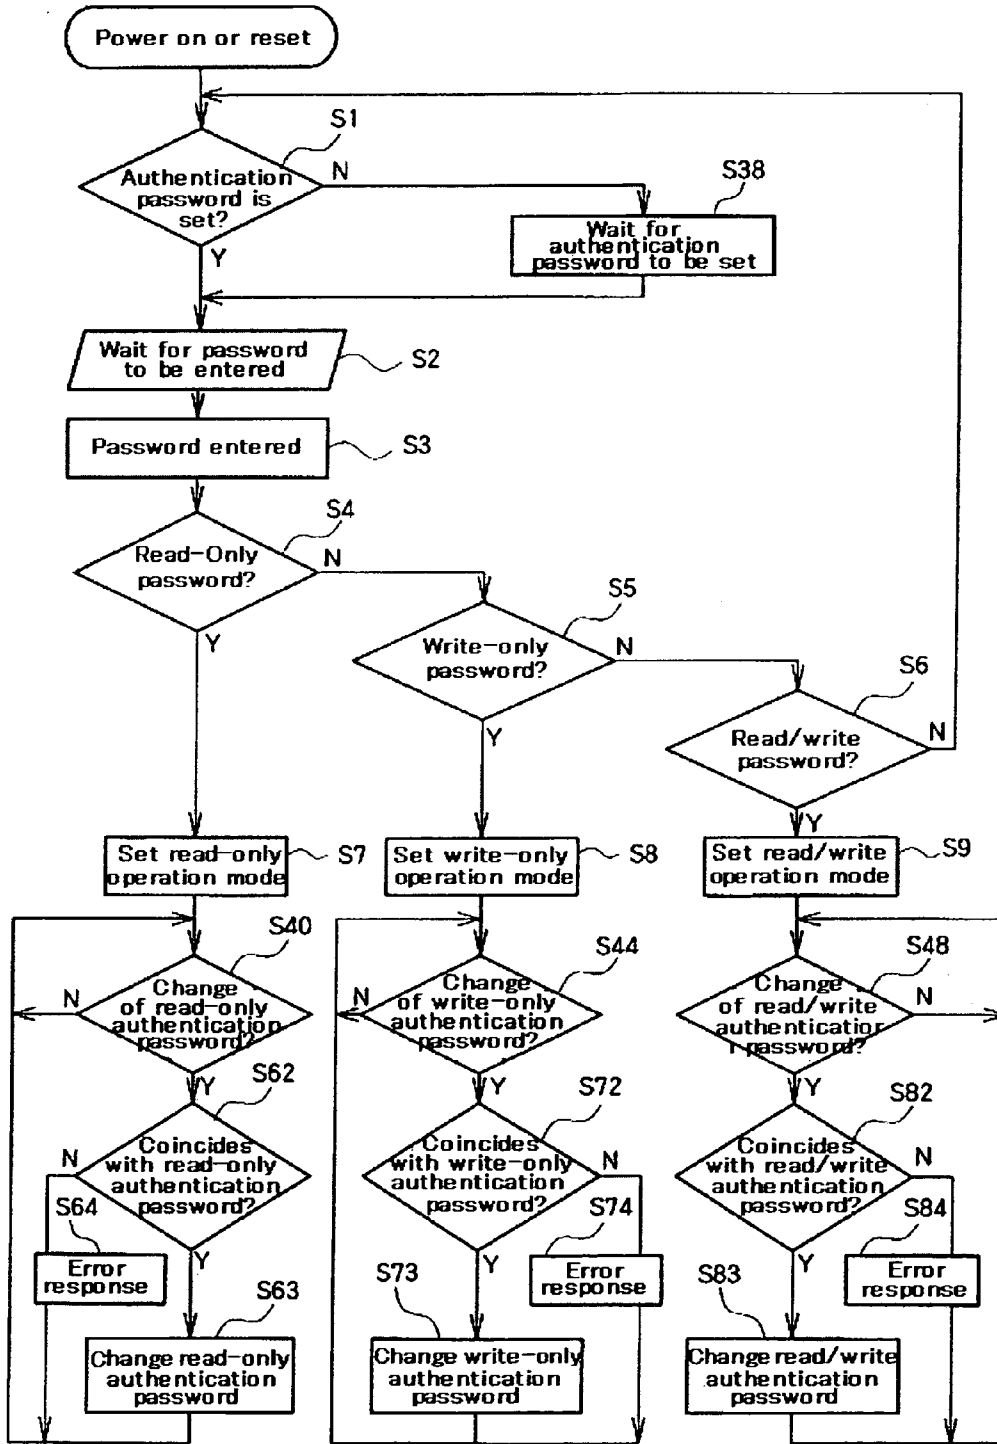 Power on or reset
S1
Authentication
password is
set?
N
Y
S38
Wait for
authentication
password to be set
Wait for password
to be entered
S2
Password entered
S3
S4
Read-Only
password?
N
Y
S5
Write-only
password?
N
Y
S6
Read/write
password?
N
Y
Set read-only
operation mode
S7
Set write-only
operation mode
S8
Set read/write
operation mode
S9
S40
Change
of read-only
authentication
password?
N
Y
S44
Change
of write-only
authentication
password?
N
Y
S48
Change
of read/write
authentication
password?
N
Y
S62
Coincides
with read-only
authentication
password?
N
Y
S72
Coincides
with write-only
authentication
password?
N
Y
S82
Coincides
with read/write
authentication
password?
N
Y
S64
Error
response
S63
Change read-only
authentication
password
S74
Error
response
S73
Change write-only
authentication
password
S84
Error
response
S83
Change read/write
authentication
password